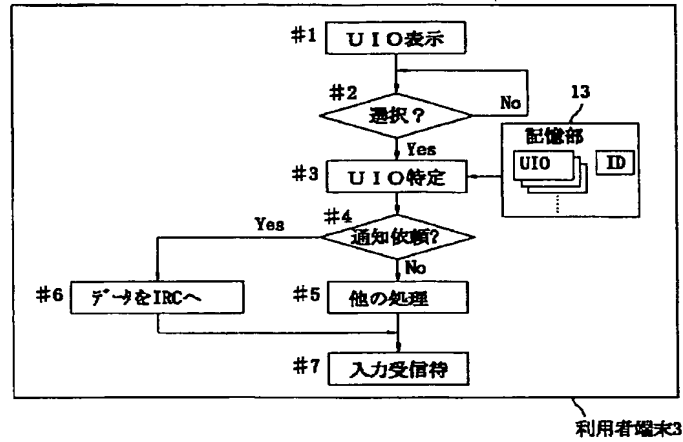 #1 UIO表示
#2 選択?
No
13
Yes
記憶部
UIO
ID
#3 UIO特定
#4 通知依頼?
Yes
No
#6 データをIRCへ
#5 他の処理
#7 入力受信待
利用者端末3